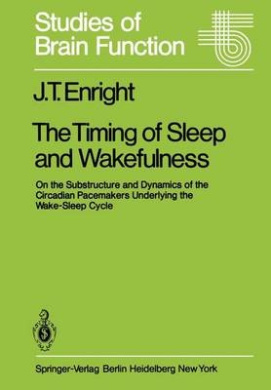 Studies of
Brain Function
J.T. Enright
The Timing of Sleep
and Wakefulness
On the Substructure and Dynamics of the
Circadian Pacemakers Underlying the
Wake-Sleep Cycle
Springer-Verlag Berlin Heidelberg New York